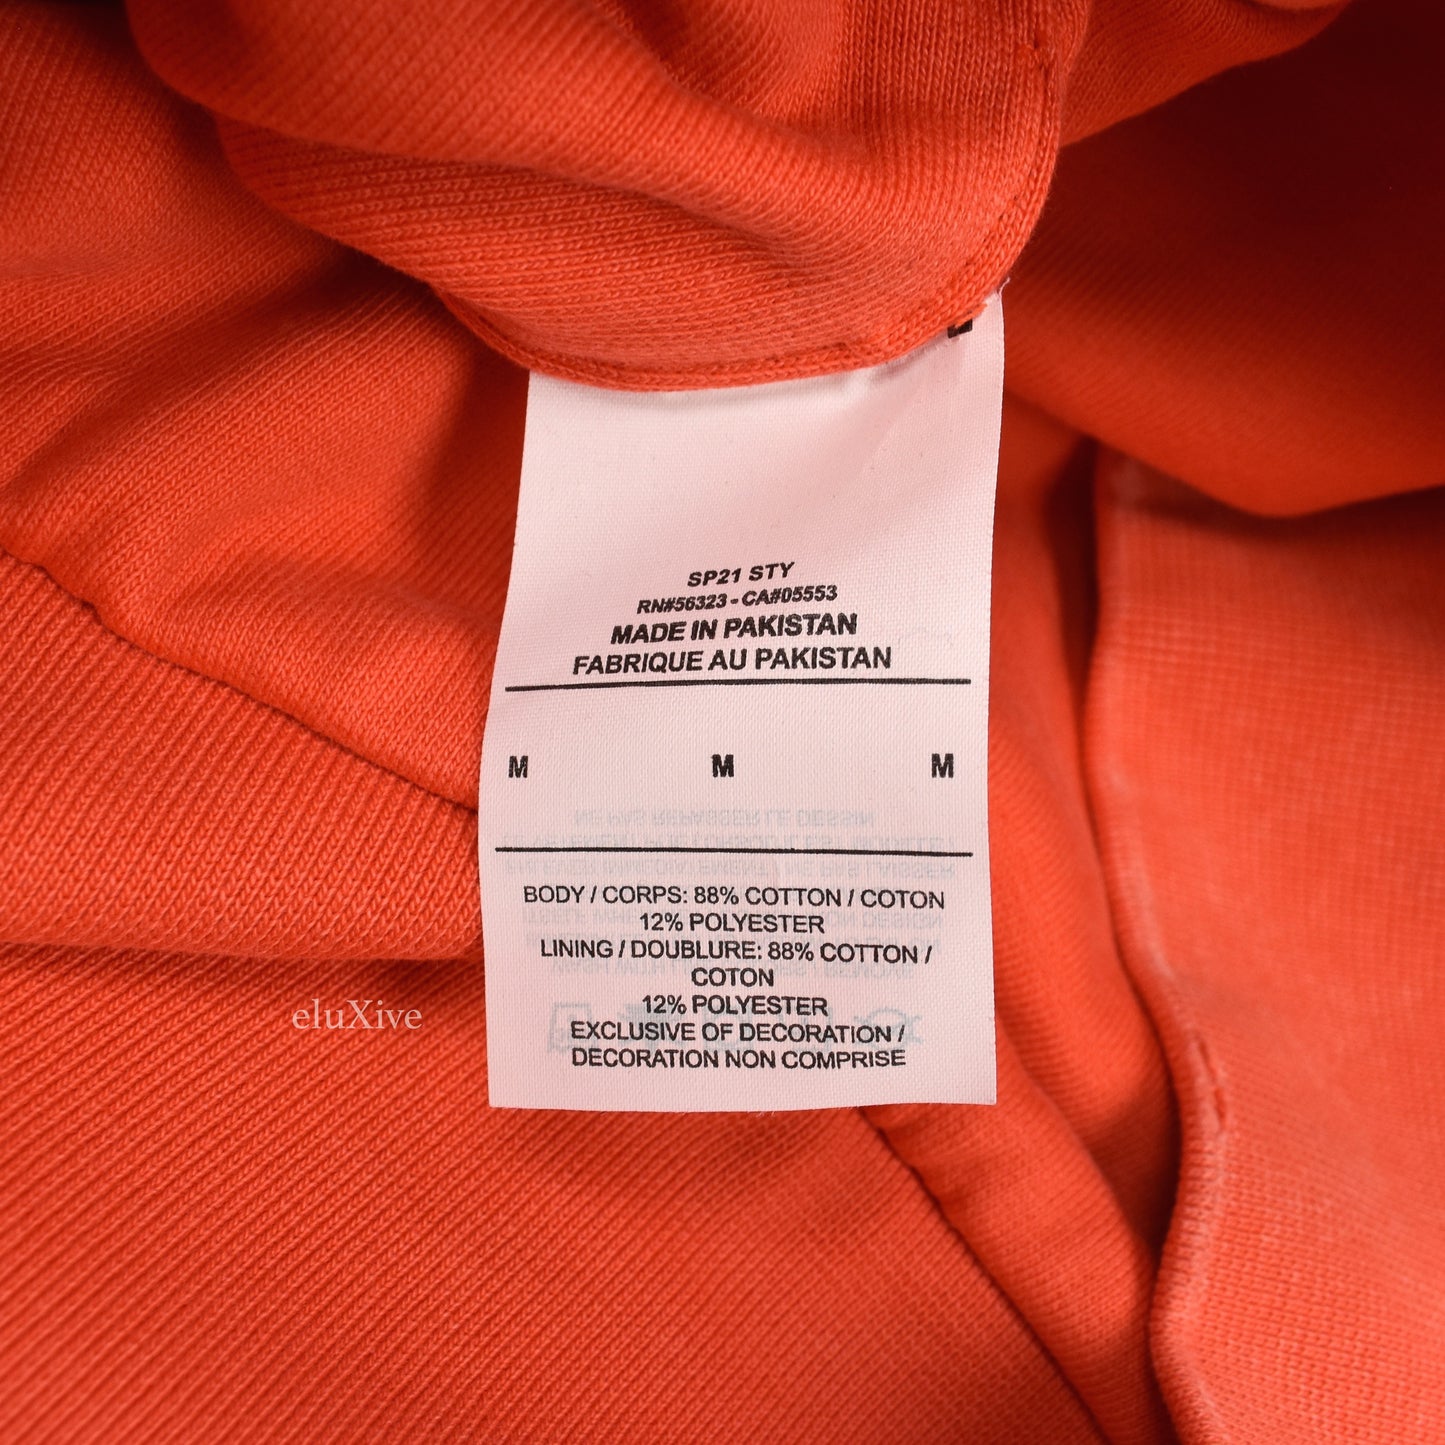 SP21 STY
RN#56323 - CA#05553
MADE IN PAKISTAN
FABRIQUE AU PAKISTAN
M M M
BODY / CORPS: 88% COTTON / COTON
12% POLYESTER
LINING / DOUBLURE: 88% COTTON /
COTON
12% POLYESTER
EXCLUSIVE OF DECORATION /
DECORATION NON COMPRISE
eluXive